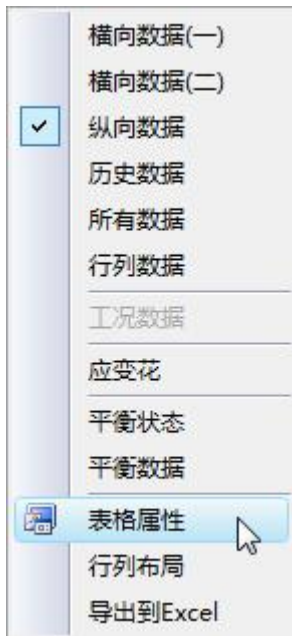 横向数据(一)
横向数据(二)
纵向数据
历史数据
所有数据
行列数据
工况数据
应变花
平衡状态
平衡数据
表格属性
行列布局
导出到Excel